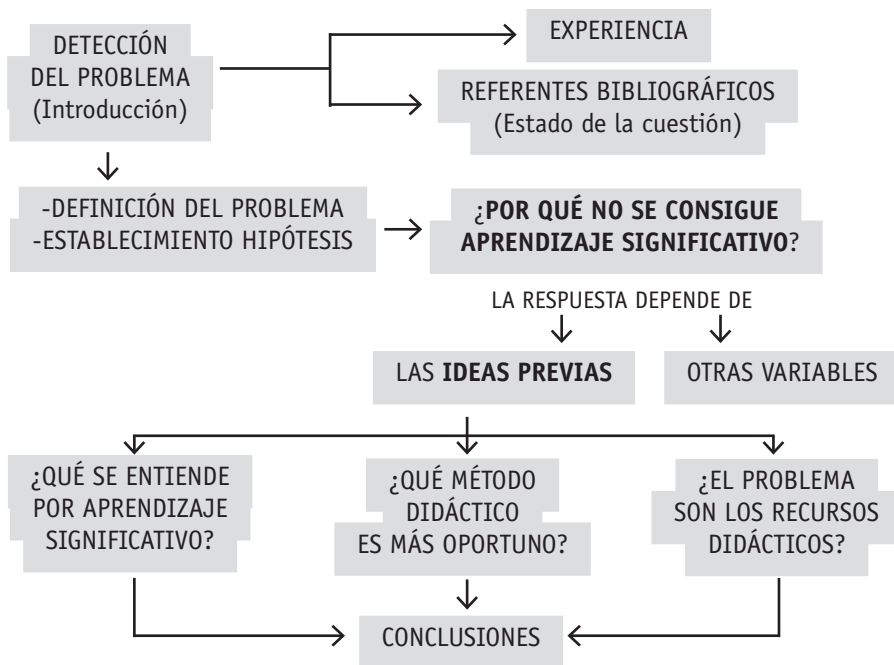 DETECCIÓN
DEL PROBLEMA
(Introducción)
EXPERIENCIA
REFERENTES BIBLIOGRÁFICOS
(Estado de la cuestión)
-DEFINICIÓN DEL PROBLEMA
-ESTABLECIMIENTO HIPÓTESIS
¿POR QUÉ NO SE CONSIGUE
APRENDIZAJE SIGNIFICATIVO?
LA RESPUESTA DEPENDE DE
LAS IDEAS PREVIAS
OTRAS VARIABLES
¿QUÉ SE ENTIENDE
POR APRENDIZAJE
SIGNIFICATIVO?
¿QUÉ MÉTODO
DIDÁCTICO
ES MÁS OPORTUNO?
¿EL PROBLEMA
SON LOS RECURSOS
DIDÁCTICOS?
CONCLUSIONES